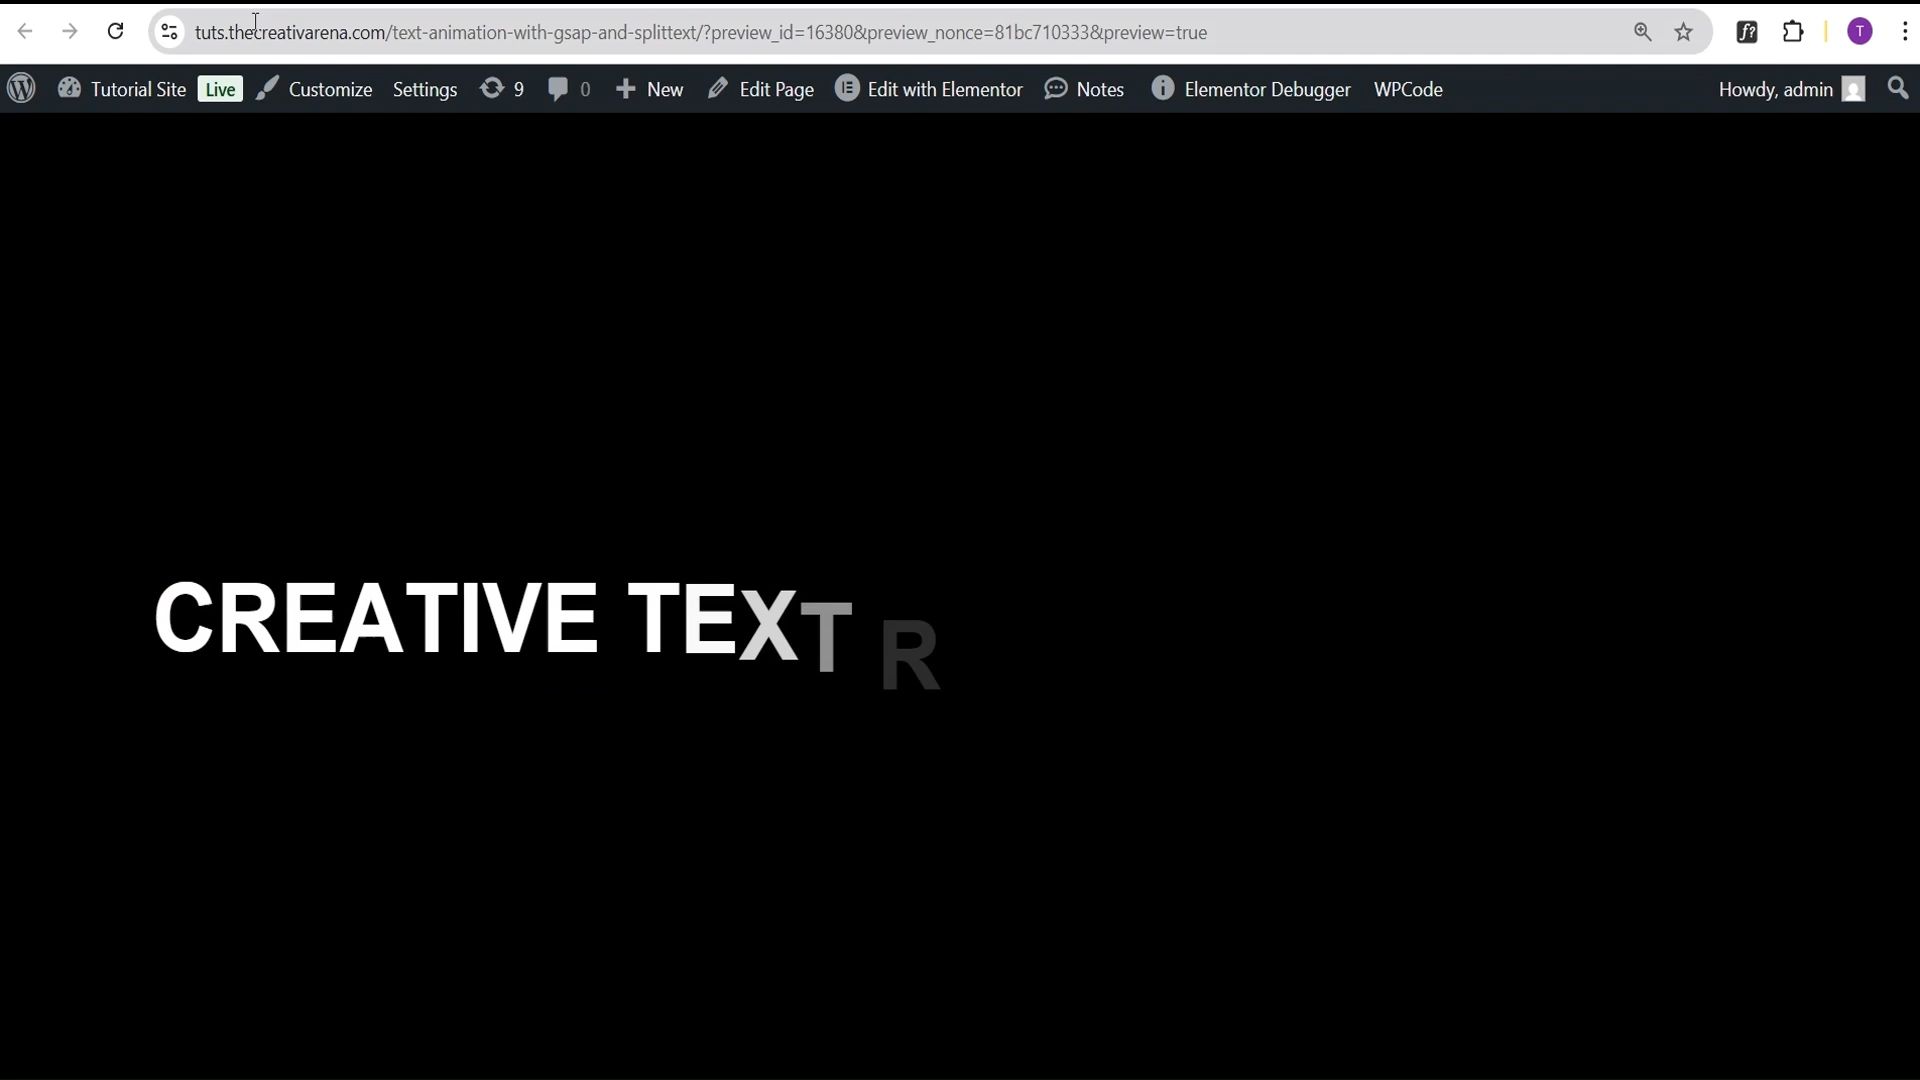 tuts.thecreativarena.com/text-animation-with-gsap-and-splittext/?preview_id=16380&preview_nonce=81bc710333&preview=true
f?
T
Tutorial Site Live Customize Settings 9 0 New Edit Page Edit with Elementor Notes Elementor Debugger WPCode Howdy, admin
CREATIVE TEXT R